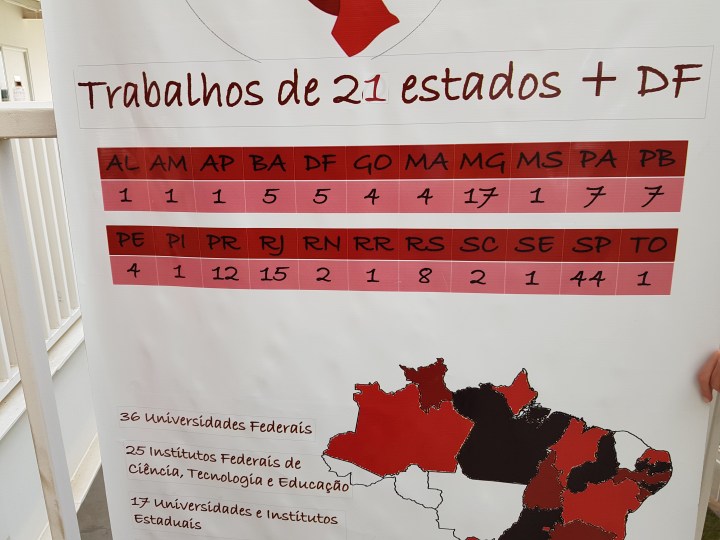 Trabalhos de 21 estados + DF
AL AM AP BA DF GO MA MG MS PA PB
1 1 1 5 5 4 4 17 1 7 7
PE PI PR RJ RN RR RS SC SE SP TO
4 1 12 15 2 1 8 2 1 44 1
36 Universidades Federais
25 Institutos Federais de
Ciência, Tecnologia e Educação
17 Universidades e Institutos
Estaduais